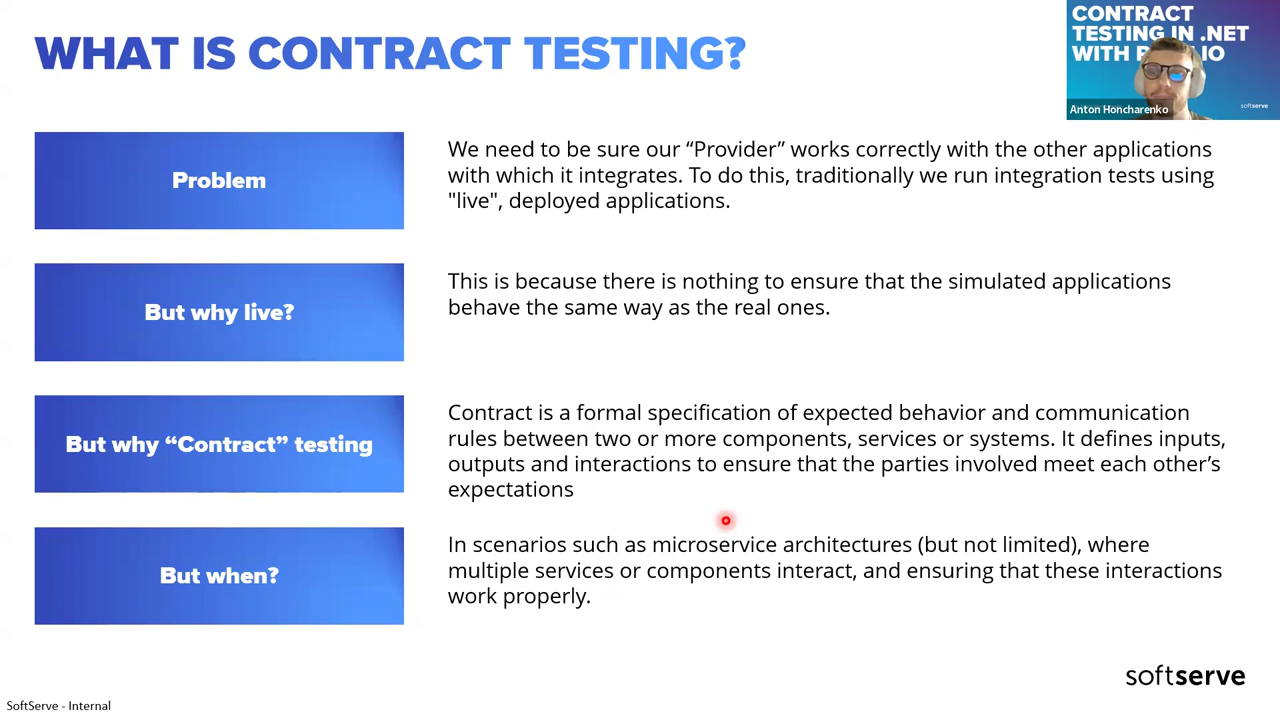 WHAT IS CONTRACT TESTING?
CONTRACT
TESTING IN .NET
WITH
IO
Anton Honcharenko
softserve
Problem
We need to be sure our “Provider” works correctly with the other applications
with which it integrates. To do this, traditionally we run integration tests using
"live", deployed applications.
But why live?
This is because there is nothing to ensure that the simulated applications
behave the same way as the real ones.
But why “Contract” testing
Contract is a formal specification of expected behavior and communication
rules between two or more components, services or systems. It defines inputs,
outputs and interactions to ensure that the parties involved meet each other’s
expectations
But when?
In scenarios such as microservice architectures (but not limited), where
multiple services or components interact, and ensuring that these interactions
work properly.
softserve
SoftServe - Internal